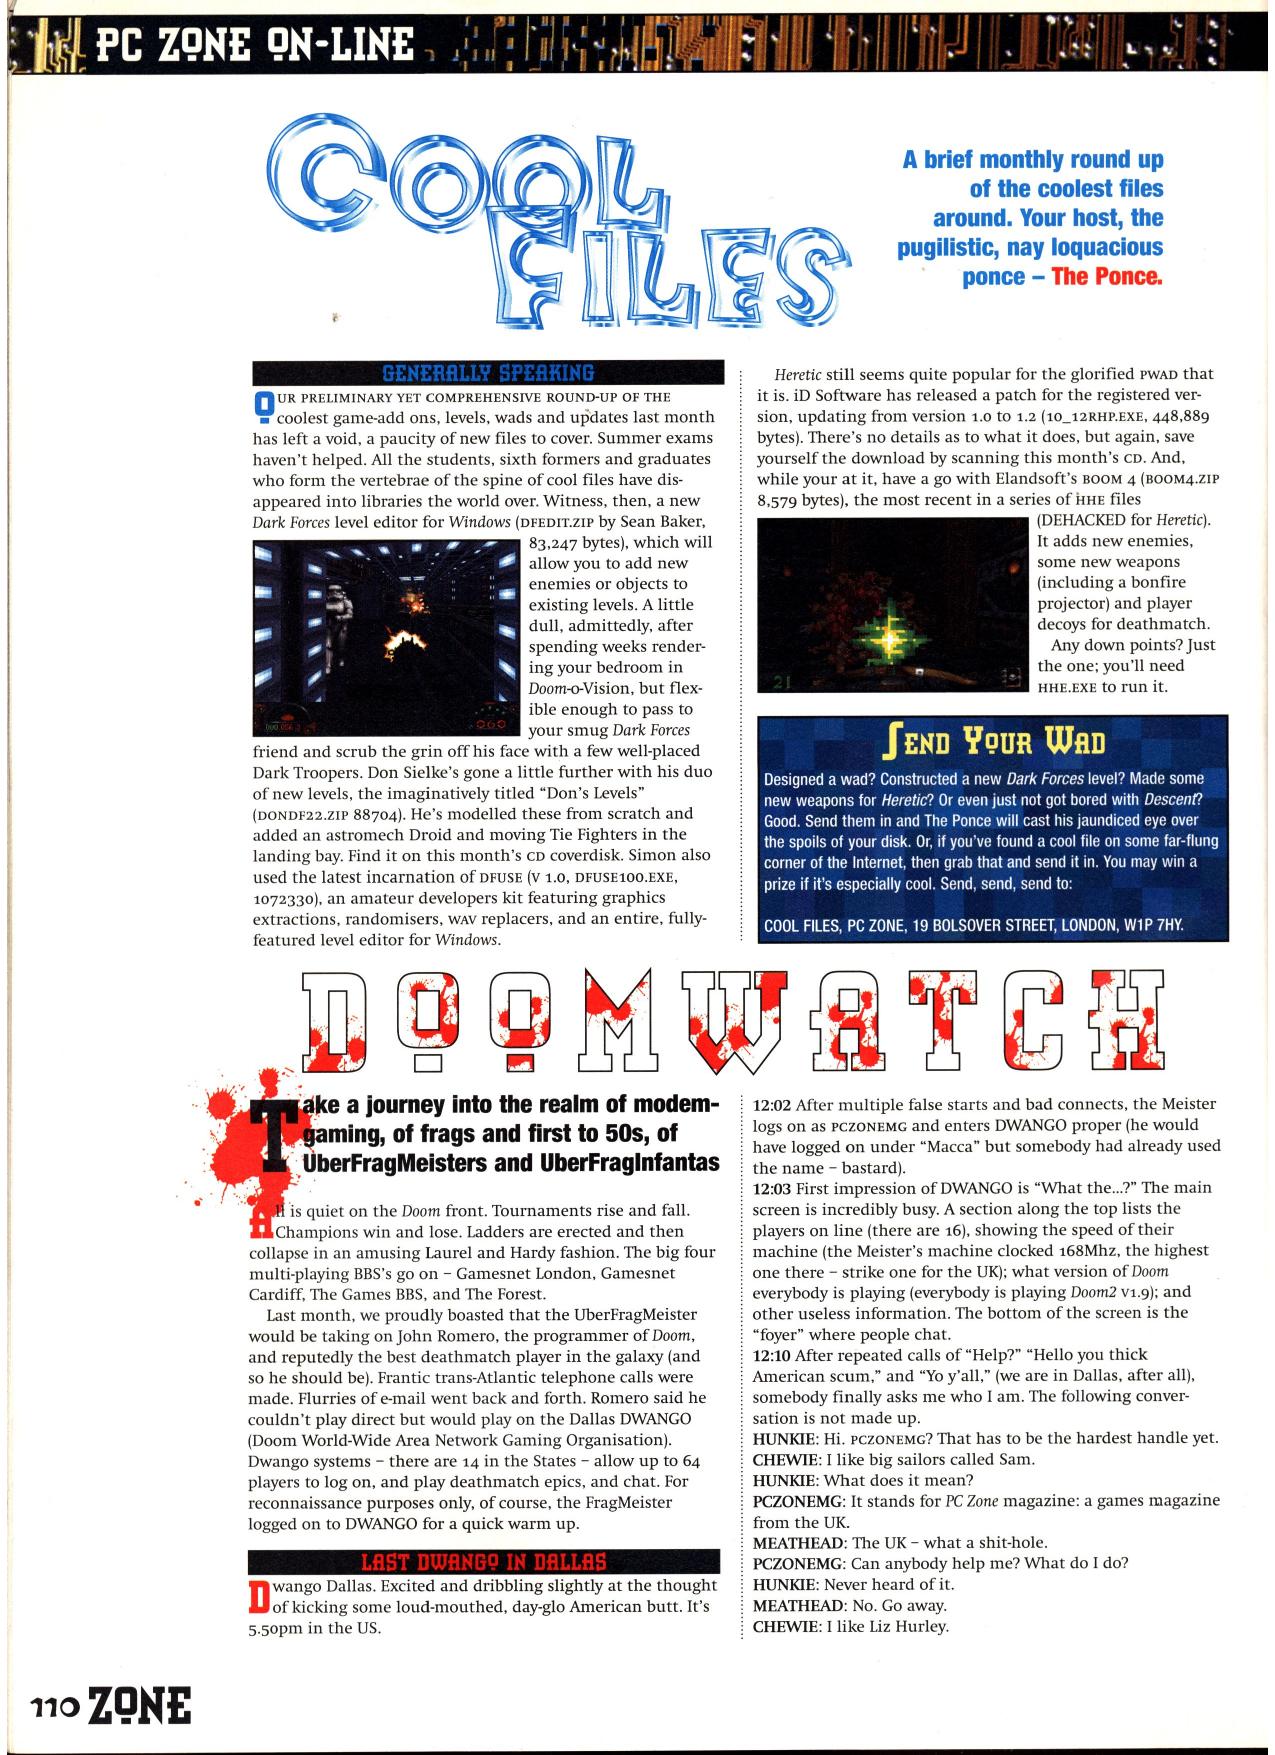 PC ZONE ON-LINE
COOL
FILES
A brief monthly round up
of the coolest files
around. Your host, the
pugilistic, nay loquacious
ponce – The Ponce.
GENERALLY SPEAKING
OUR PRELIMINARY YET COMPREHENSIVE ROUND-UP OF THE
coolest game-add ons, levels, wads and updates last month
has left a void, a paucity of new files to cover. Summer exams
haven't helped. All the students, sixth formers and graduates
who form the vertebrae of the spine of cool files have dis-
appeared into libraries the world over. Witness, then, a new
Dark Forces level editor for Windows (DFEDIT.ZIP by Sean Baker,
83,247 bytes), which will
allow you to add new
enemies or objects to
existing levels. A little
dull, admittedly, after
spending weeks render-
ing your bedroom in
Doom-o-Vision, but flex-
ible enough to pass to
your smug Dark Forces
friend and scrub the grin off his face with a few well-placed
Dark Troopers. Don Sielke's gone a little further with his duo
of new levels, the imaginatively titled “Don's Levels”
(DONDF22.ZIP 88704). He's modelled these from scratch and
added an astromech Droid and moving Tie Fighters in the
landing bay. Find it on this month's CD coverdisk. Simon also
used the latest incarnation of DFUSE (V 1.0, DFUSE100.EXE,
1072330), an amateur developers kit featuring graphics
extractions, randomisers, WAV replacers, and an entire, fully-
featured level editor for Windows.
Heretic still seems quite popular for the glorified PWAD that
it is. iD Software has released a patch for the registered ver-
sion, updating from version 1.0 to 1.2 (10_12RHP.EXE, 448,889
bytes). There's no details as to what it does, but again, save
yourself the download by scanning this month's CD. And,
while your at it, have a go with Elandsoft's BOOM 4 (BOOM4.ZIP
8,579 bytes), the most recent in a series of HHE files
(DEHACKED for Heretic).
It adds new enemies,
some new weapons
(including a bonfire
projector) and player
decoys for deathmatch.
Any down points? Just
the one; you'll need
HHE.EXE to run it.
21
SEND YOUR WAD
Designed a wad? Constructed a new Dark Forces level? Made some
new weapons for Heretic? Or even just not got bored with Descent?
Good. Send them in and The Ponce will cast his jaundiced eye over
the spoils of your disk. Or, if you've found a cool file on some far-flung
corner of the Internet, then grab that and send it in. You may win a
prize if it's especially cool. Send, send, send to:
COOL FILES, PC ZONE, 19 BOLSOVER STREET, LONDON, W1P 7HY.
DOOMWATCH
Take a journey into the realm of modem-
gaming, of frags and first to 50s, of
UberFragMeisters and UberFragInfantas
All is quiet on the Doom front. Tournaments rise and fall.
Champions win and lose. Ladders are erected and then
collapse in an amusing Laurel and Hardy fashion. The big four
multi-playing BBS's go on – Gamesnet London, Gamesnet
Cardiff, The Games BBS, and The Forest.
Last month, we proudly boasted that the UberFragMeister
would be taking on John Romero, the programmer of Doom,
and reputedly the best deathmatch player in the galaxy (and
so he should be). Frantic trans-Atlantic telephone calls were
made. Flurries of e-mail went back and forth. Romero said he
couldn't play direct but would play on the Dallas DWANGO
(Doom World-Wide Area Network Gaming Organisation).
Dwango systems – there are 14 in the States – allow up to 64
players to log on, and play deathmatch epics, and chat. For
reconnaissance purposes only, of course, the FragMeister
logged on to DWANGO for a quick warm up.
LAST DWANGO IN DALLAS
Dwango Dallas. Excited and dribbling slightly at the thought
of kicking some loud-mouthed, day-glo American butt. It's
5.50pm in the US.
12:02 After multiple false starts and bad connects, the Meister
logs on as PCZONEMG and enters DWANGO proper (he would
have logged on under “Macca” but somebody had already used
the name – bastard).
12:03 First impression of DWANGO is “What the...?” The main
screen is incredibly busy. A section along the top lists the
players on line (there are 16), showing the speed of their
machine (the Meister's machine clocked 168Mhz, the highest
one there – strike one for the UK); what version of Doom
everybody is playing (everybody is playing Doom2 V1.9); and
other useless information. The bottom of the screen is the
“foyer” where people chat.
12:10 After repeated calls of “Help?” “Hello you thick
American scum,” and “Yo y'all,” (we are in Dallas, after all),
somebody finally asks me who I am. The following conver-
sation is not made up.
HUNKIE: Hi. PCZONEMG? That has to be the hardest handle yet.
CHEWIE: I like big sailors called Sam.
HUNKIE: What does it mean?
PCZONEMG: It stands for PC Zone magazine: a games magazine
from the UK.
MEATHEAD: The UK – what a shit-hole.
PCZONEMG: Can anybody help me? What do I do?
HUNKIE: Never heard of it.
MEATHEAD: No. Go away.
CHEWIE: I like Liz Hurley.
110 ZONE